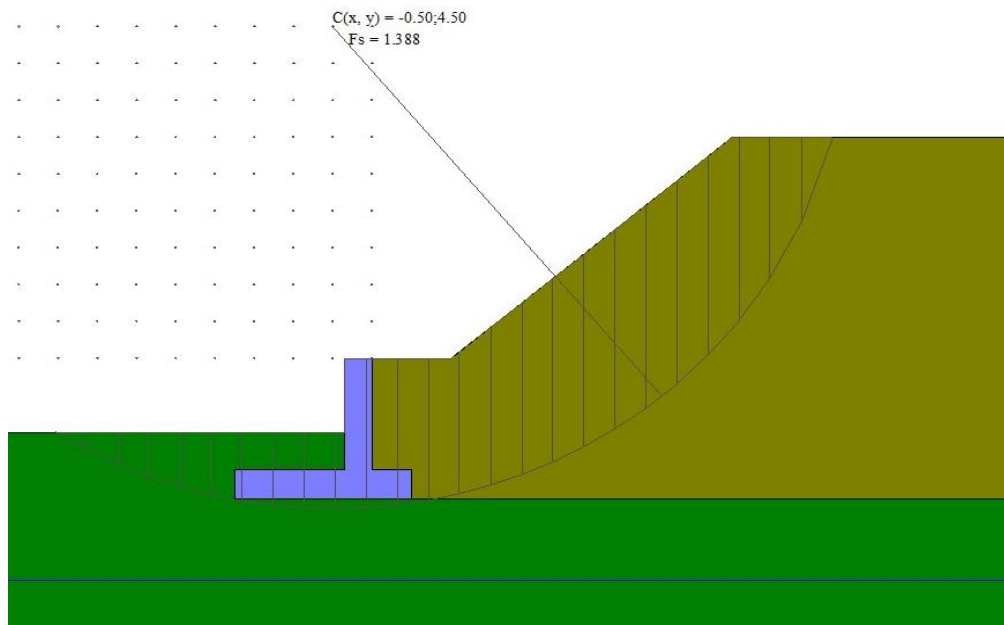 C(x, y) = -0.50;4.50
Fs = 1.388